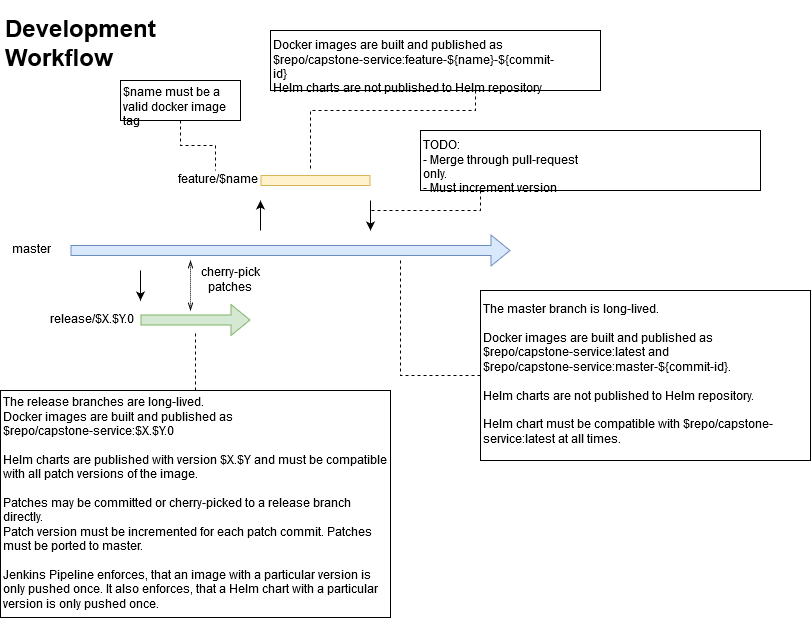 Development
Workflow
Docker images are built and published as
$repo/capstone-service:feature-${name}-${commit-
id}
Helm charts are not published to Helm repository
$name must be a
valid docker image
tag
TODO:
- Merge through pull-request
only.
- Must increment version
feature/$name
master
cherry-pick
patches
release/$X.$Y.0
The master branch is long-lived.
Docker images are built and published as
$repo/capstone-service:latest and
$repo/capstone-service:master-${commit-id}.
Helm charts are not published to Helm repository.
Helm chart must be compatible with $repo/capstone-
service:latest at all times.
The release branches are long-lived.
Docker images are built and published as
$repo/capstone-service:$X.$Y.0
Helm charts are published with version $X.$Y and must be compatible
with all patch versions of the image.
Patches may be committed or cherry-picked to a release branch
directly.
Patch version must be incremented for each patch commit. Patches
must be ported to master.
Jenkins Pipeline enforces, that an image with a particular version is
only pushed once. It also enforces, that a Helm chart with a particular
version is only pushed once.